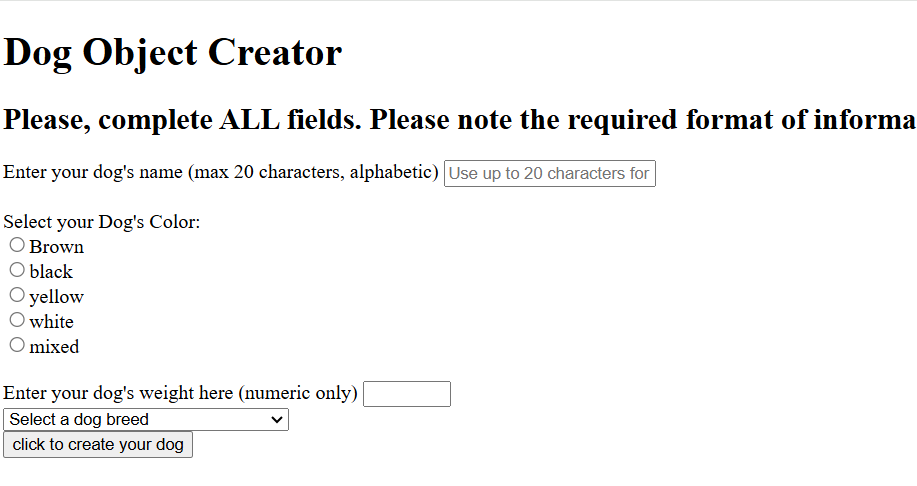 Dog Object Creator
Please, complete ALL fields. Please note the required format of informa
Enter your dog's name (max 20 characters, alphabetic) Use up to 20 characters for
Select your Dog's Color:
Brown
black
yellow
white
mixed
Enter your dog's weight here (numeric only)
Select a dog breed
click to create your dog